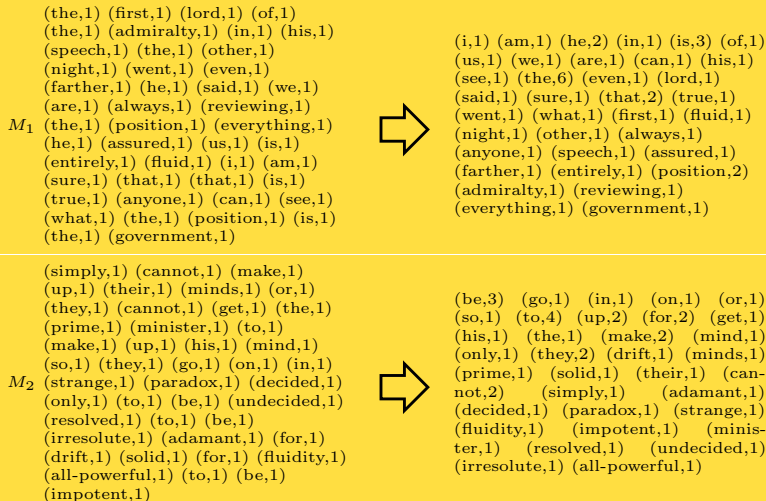 (the,1) (first,1) (lord,1) (of,1)
(the,1) (admiralty,1) (in,1) (his,1)
(speech,1) (the,1) (other,1)
(night,1) (went,1) (even,1)
(farther,1) (he,1) (said,1) (we,1)
(are,1) (always,1) (reviewing,1)
M1 (the,1) (position,1) (everything,1)
(he,1) (assured,1) (us,1) (is,1)
(entirely,1) (fluid,1) (i,1) (am,1)
(sure,1) (that,1) (that,1) (is,1)
(true,1) (anyone,1) (can,1) (see,1)
(what,1) (the,1) (position,1) (is,1)
(the,1) (government,1)
(i,1) (am,1) (he,2) (in,1) (is,3) (of,1)
(us,1) (we,1) (are,1) (can,1) (his,1)
(see,1) (the,6) (even,1) (lord,1)
(said,1) (sure,1) (that,2) (true,1)
(went,1) (what,1) (first,1) (fluid,1)
(night,1) (other,1) (always,1)
(anyone,1) (speech,1) (assured,1)
(farther,1) (entirely,1) (position,2)
(admiralty,1) (reviewing,1)
(everything,1) (government,1)
(simply,1) (cannot,1) (make,1)
(up,1) (their,1) (minds,1) (or,1)
(they,1) (cannot,1) (get,1) (the,1)
(prime,1) (minister,1) (to,1)
(make,1) (up,1) (his,1) (mind,1)
(so,1) (they,1) (go,1) (on,1) (in,1)
M2 (strange,1) (paradox,1) (decided,1)
(only,1) (to,1) (be,1) (undecided,1)
(resolved,1) (to,1) (be,1)
(irresolute,1) (adamant,1) (for,1)
(drift,1) (solid,1) (for,1) (fluidity,1)
(all-powerful,1) (to,1) (be,1)
(impotent,1)
(be,3) (go,1) (in,1) (on,1) (or,1)
(so,1) (to,4) (up,2) (for,2) (get,1)
(his,1) (the,1) (make,2) (mind,1)
(only,1) (they,2) (drift,1) (minds,1)
(prime,1) (solid,1) (their,1) (can-
not,2) (simply,1) (adamant,1)
(decided,1) (paradox,1) (strange,1)
(fluidity,1) (impotent,1) (minis-
ter,1) (resolved,1) (undecided,1)
(irresolute,1) (all-powerful,1)